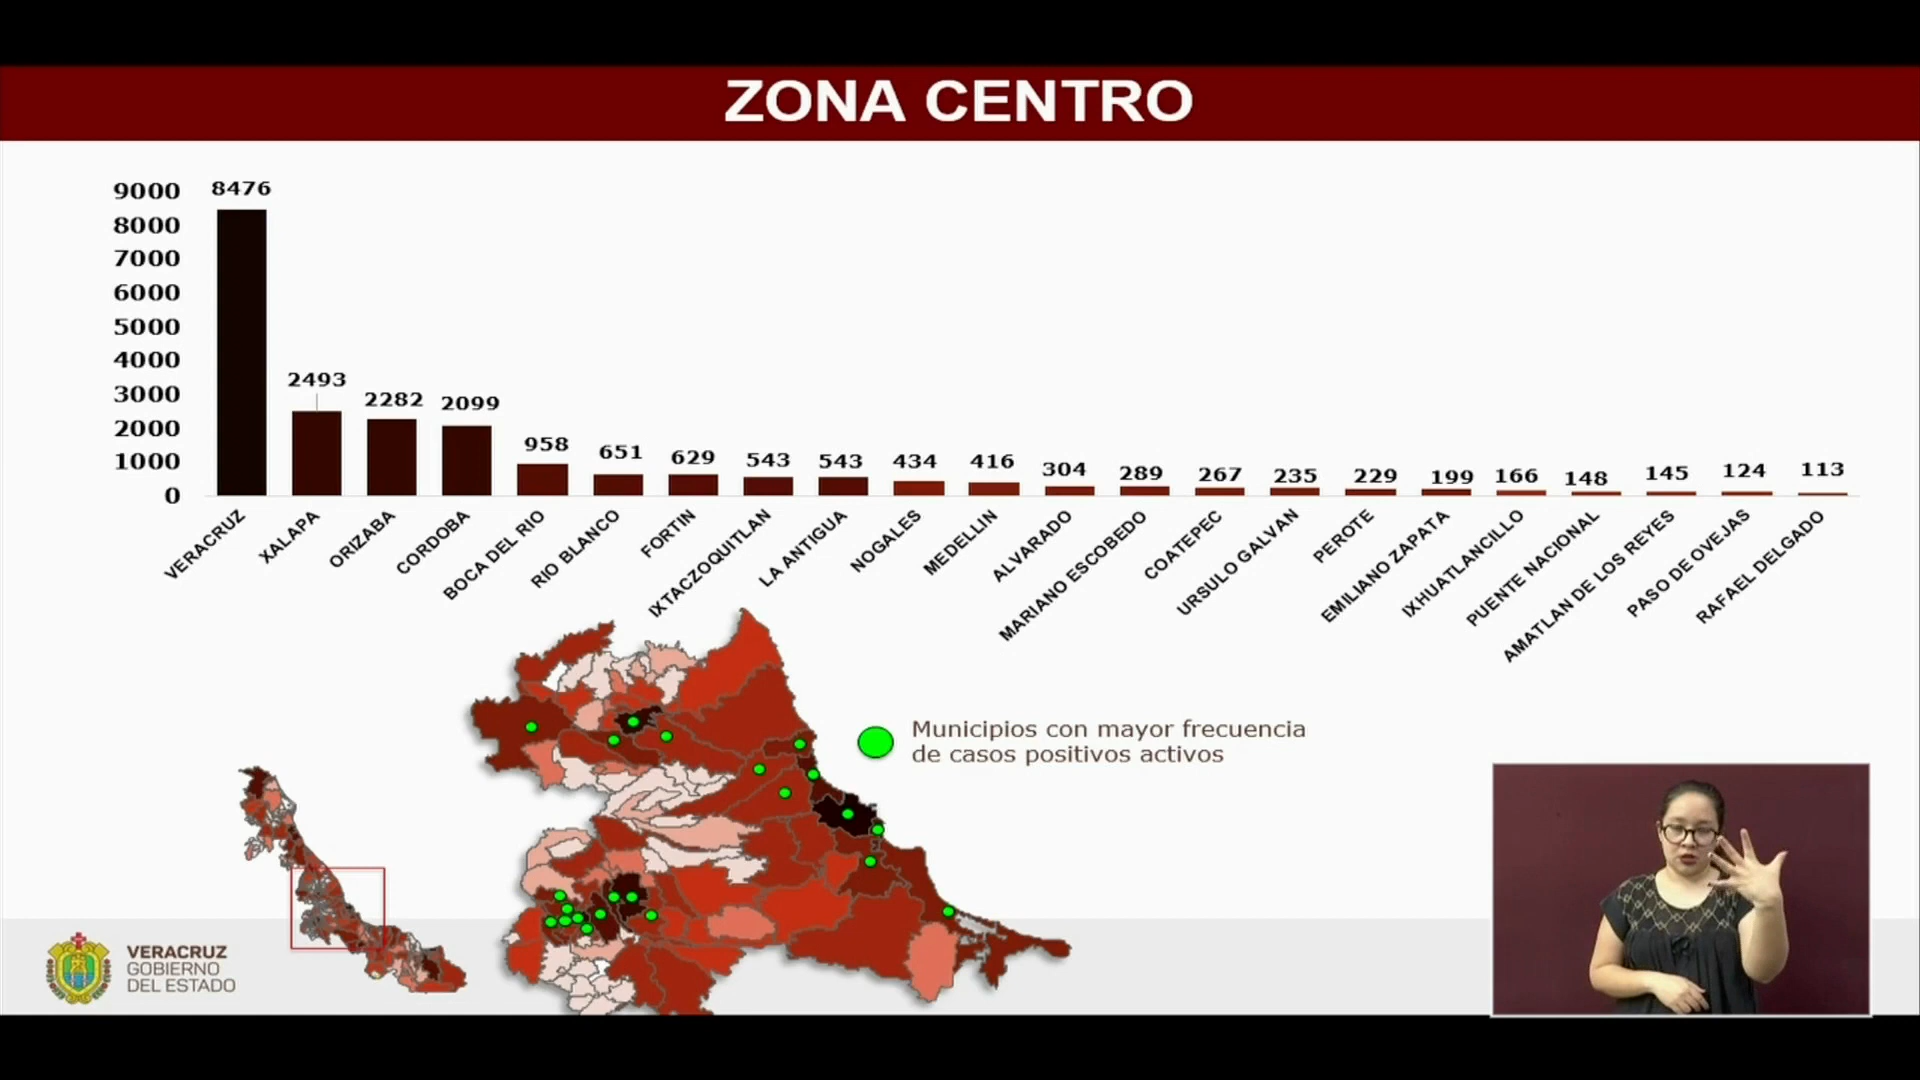 ZONA CENTRO
9000
8000
7000
6000
5000
4000
3000
2000
1000
0
8476
2493
2282
2099
958
651
629
543
543
434
416
304
289
267
235
229
199
166
148
145
124
113
VERACRUZ
XALAPA
ORIZABA
CORDOBA
BOCA DEL RIO
RIO BLANCO
FORTIN
IXTACZOQUITLAN
LA ANTIGUA
NOGALES
MEDELLIN
ALVARADO
MARIANO ESCOBEDO
COATEPEC
URSULO GALVAN
PEROTE
EMILIANO ZAPATA
IXHUATLANCILLO
PUENTE NACIONAL
AMATLAN DE LOS REYES
PASO DE OVEJAS
RAFAEL DELGADO
Municipios con mayor frecuencia
de casos positivos activos
VERACRUZ
GOBIERNO
DEL ESTADO